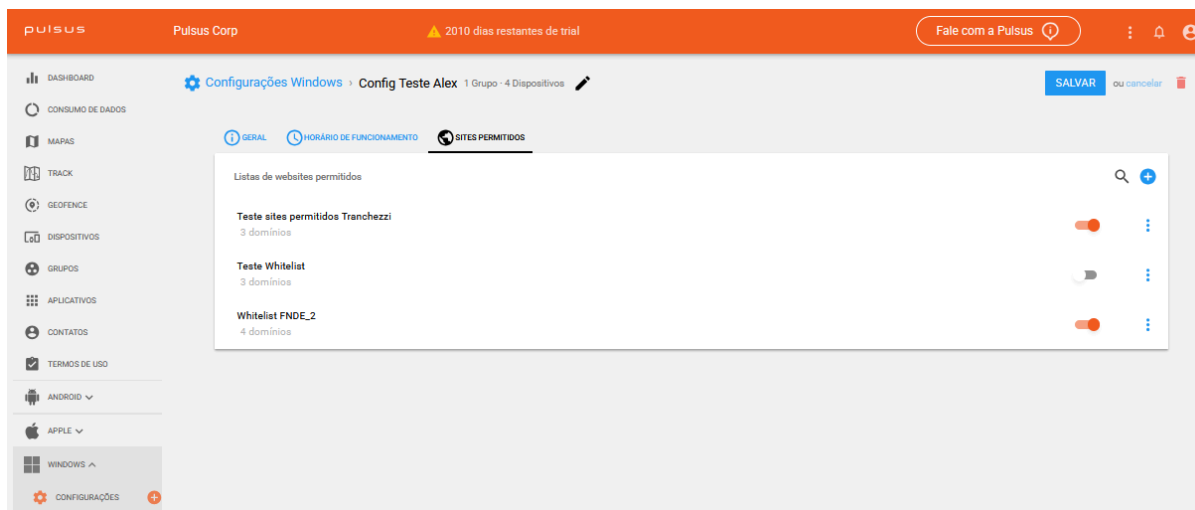 pulsus
Pulsus Corp
2010 dias restantes de trial
Fale com a Pulsus
DASHBOARD
CONSUMO DE DADOS
MAPAS
TRACK
GEOFENCE
DISPOSITIVOS
GRUPOS
APLICATIVOS
CONTATOS
TERMOS DE USO
ANDROID
APPLE
WINDOWS
CONFIGURAÇÕES
Configurações Windows › Config Teste Alex 1 Grupo · 4 Dispositivos
SALVAR ou cancelar
GERAL HORÁRIO DE FUNCIONAMENTO SITES PERMITIDOS
Listas de websites permitidos
Teste sites permitidos Tranchezzi
3 domínios
Teste Whitelist
3 domínios
Whitelist FNDE_2
4 domínios